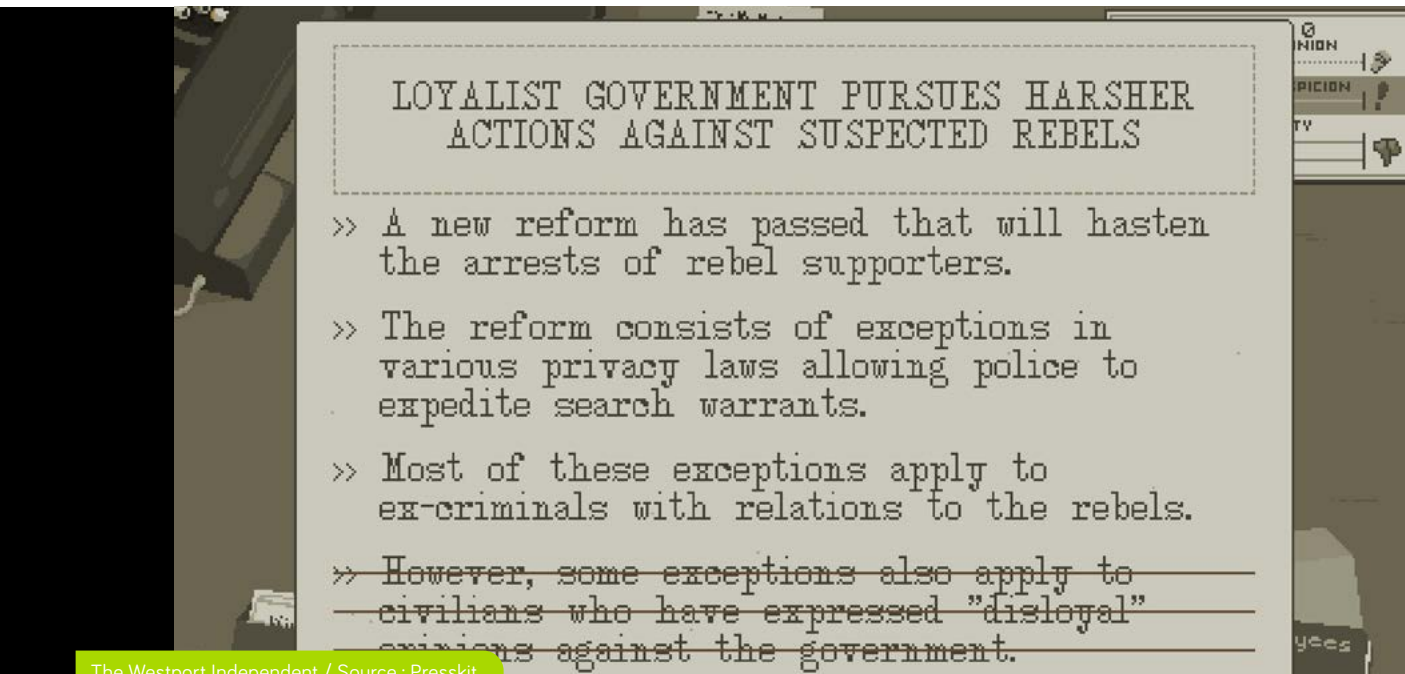 LOYALIST GOVERNMENT PURSUES HARSHER
ACTIONS AGAINST SUSPECTED REBELS
>> A new reform has passed that will hasten
the arrests of rebel supporters.
>> The reform consists of exceptions in
various privacy laws allowing police to
expedite search warrants.
>> Most of these exceptions apply to
ex-criminals with relations to the rebels.
>> However, some exceptions also apply to
civilians who have expressed "disloyal"
opinions against the government.
The Westport Independent / Source : Presskit